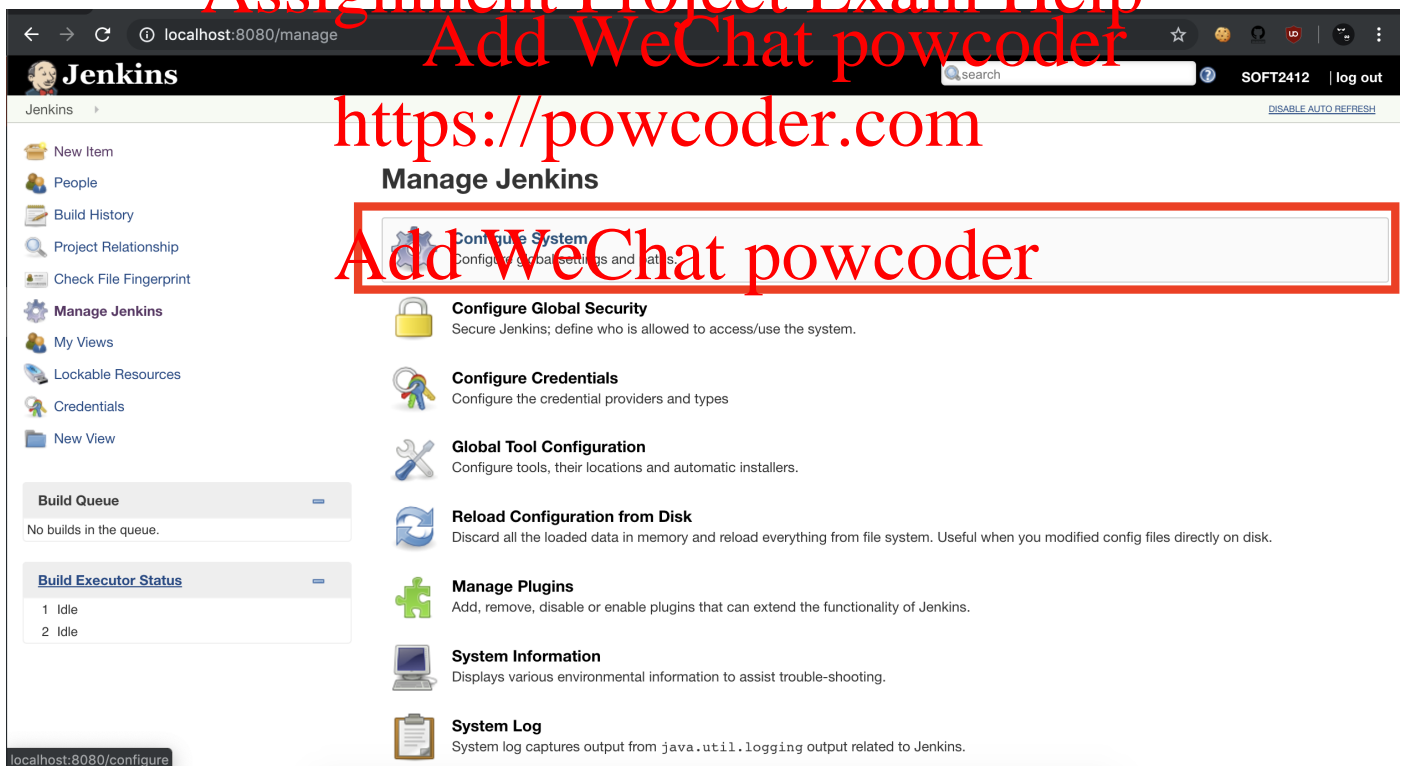 Assignment Project Exam Help
localhost:8080/manage
Add WeChat powcoder
Jenkins
search
SOFT2412 | log out
Jenkins
https://powcoder.com
DISABLE AUTO REFRESH
New Item
People
Build History
Project Relationship
Check File Fingerprint
Manage Jenkins
My Views
Lockable Resources
Credentials
New View
Build Queue
No builds in the queue.
Build Executor Status
1 Idle
2 Idle
Manage Jenkins
Configure System
Configure global settings and paths.
Add WeChat powcoder
Configure Global Security
Secure Jenkins; define who is allowed to access/use the system.
Configure Credentials
Configure the credential providers and types
Global Tool Configuration
Configure tools, their locations and automatic installers.
Reload Configuration from Disk
Discard all the loaded data in memory and reload everything from file system. Useful when you modified config files directly on disk.
Manage Plugins
Add, remove, disable or enable plugins that can extend the functionality of Jenkins.
System Information
Displays various environmental information to assist trouble-shooting.
System Log
System log captures output from java.util.logging output related to Jenkins.
localhost:8080/configure